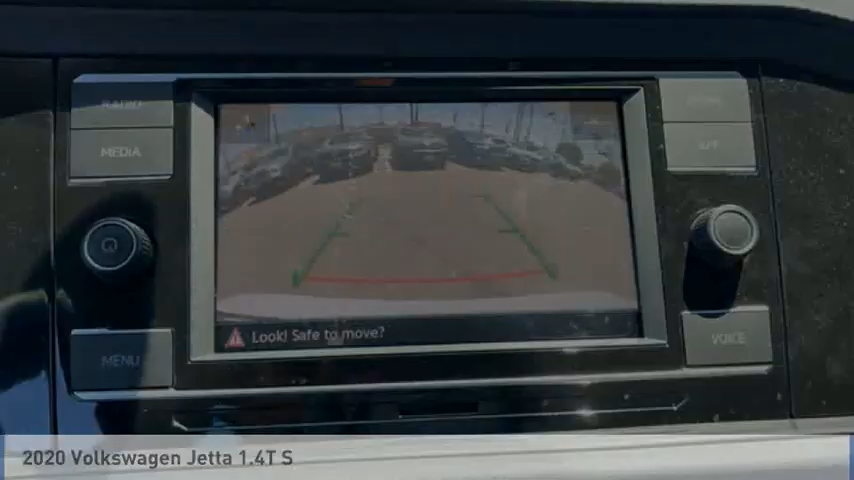 RADIO
MEDIA
Look! Safe to move?
MENU
VOICE
2020 Volkswagen Jetta 1.4T S